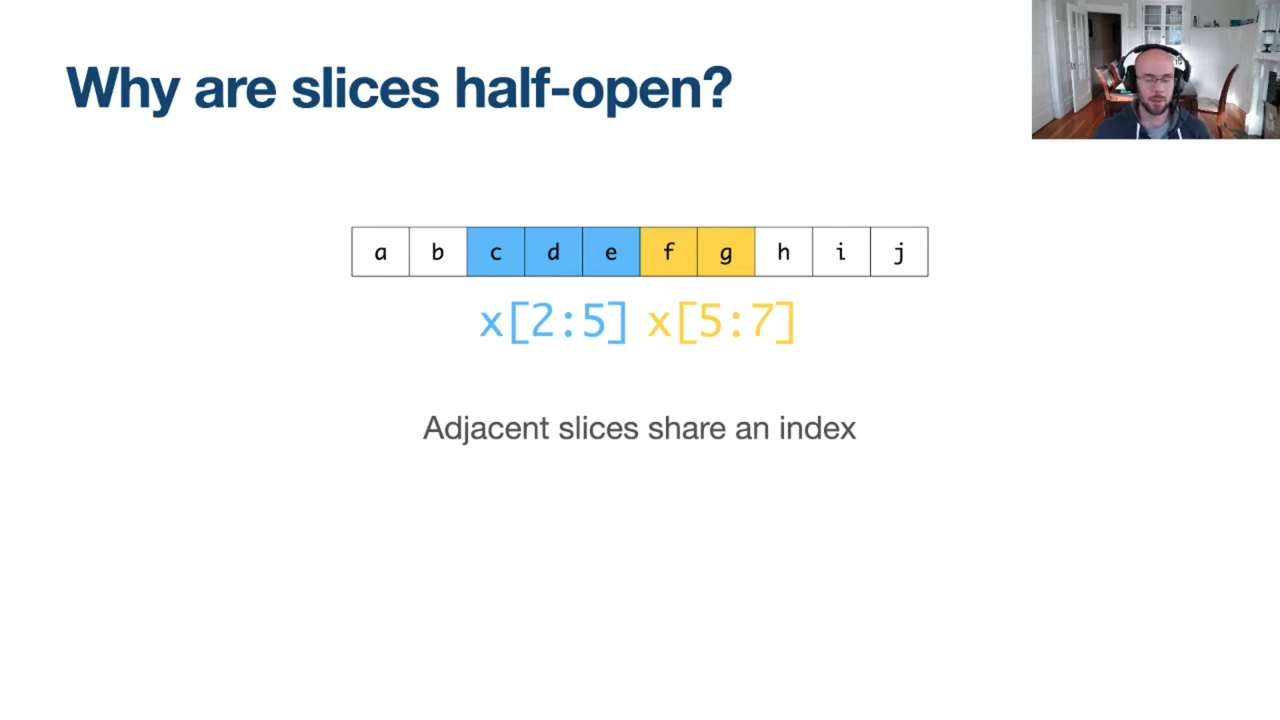 Why are slices half-open?
a b c d e f g h i j
x[2:5] x[5:7]
Adjacent slices share an index